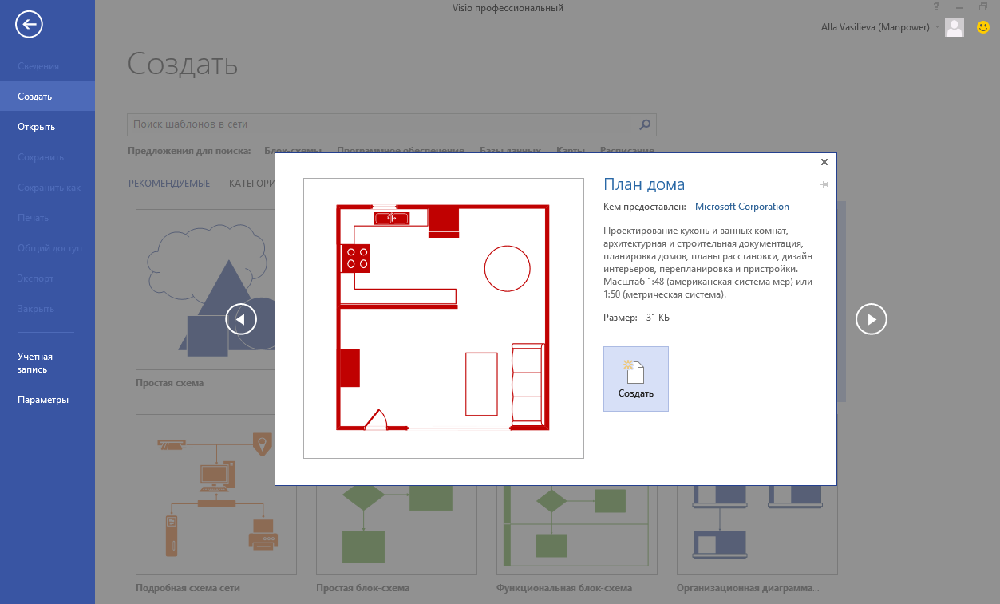 Visio профессиональный
?
Alla Vasilieva (Manpower)
Сведения
Создать
Открыть
Сохранить
Сохранить как
Печать
Общий доступ
Экспорт
Закрыть
Учетная
запись
Параметры
Создать
Поиск шаблонов в сети
Предложения для поиска: Блок-схемы Программное обеспечение Базы данных Карты Расписание
РЕКОМЕНДУЕМЫЕ КАТЕГОРИ
План дома
Кем предоставлен: Microsoft Corporation
Проектирование кухонь и ванных комнат,
архитектурная и строительная документация,
планировка домов, планы расстановки, дизайн
интерьеров, перепланировка и пристройки.
Масштаб 1:48 (американская система мер) или
1:50 (метрическая система).
Размер: 31 КБ
Создать
Простая схема
Подробная схема сети
Простая блок-схема
Функциональная блок-схема
Организационная диаграмма...